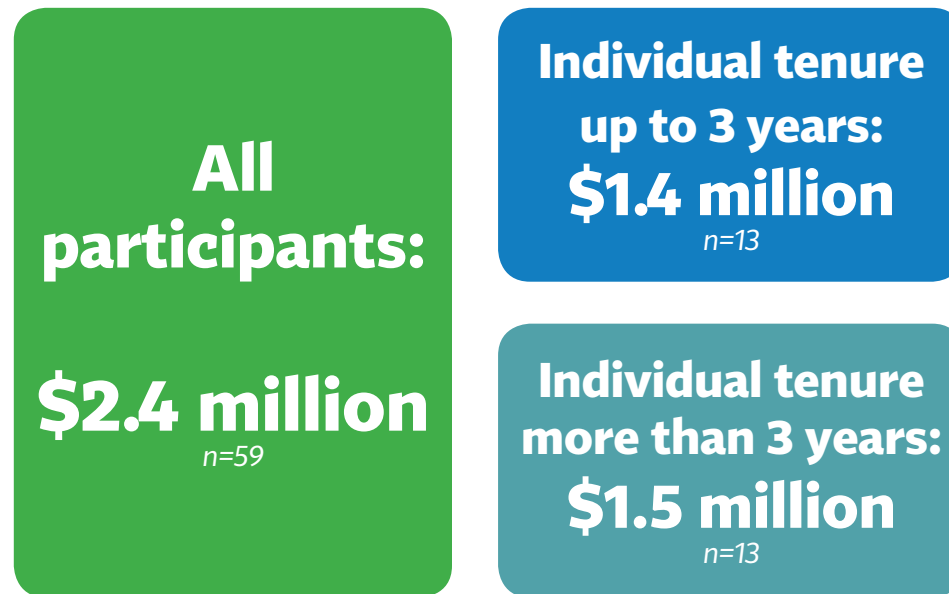 All
participants:
$2.4 million
n=59
Individual tenure
up to 3 years:
$1.4 million
n=13
Individual tenure
more than 3 years:
$1.5 million
n=13